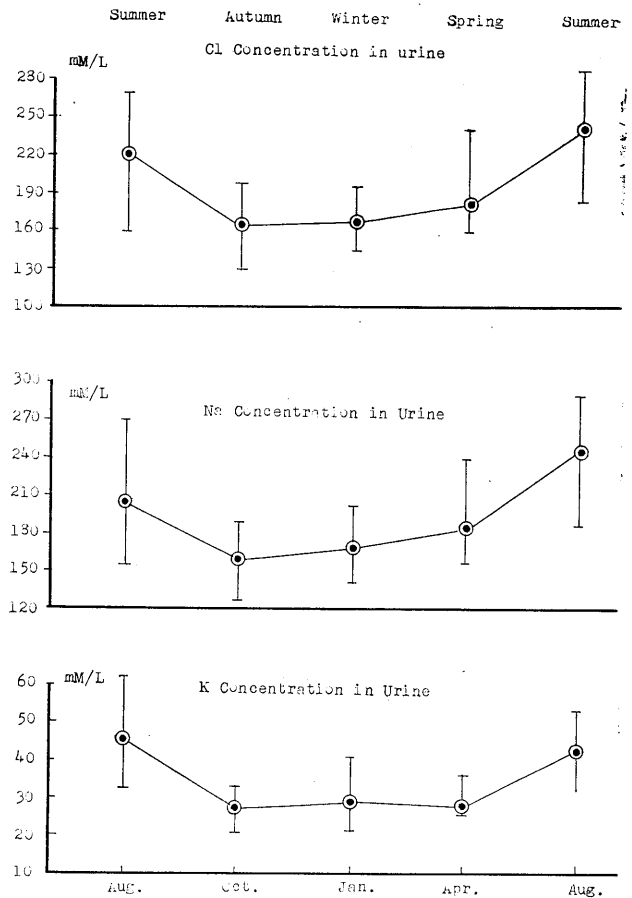 Summer Autumn Winter Spring Summer
Cl Concentration in urine
mM/L
280
250
220
190
160
130
100
mM/L
Na Concentration in Urine
300
270
240
210
180
150
120
mM/L
K Concentration in Urine
60
50
40
30
20
10
Aug. Oct. Jan. Apr. Aug.